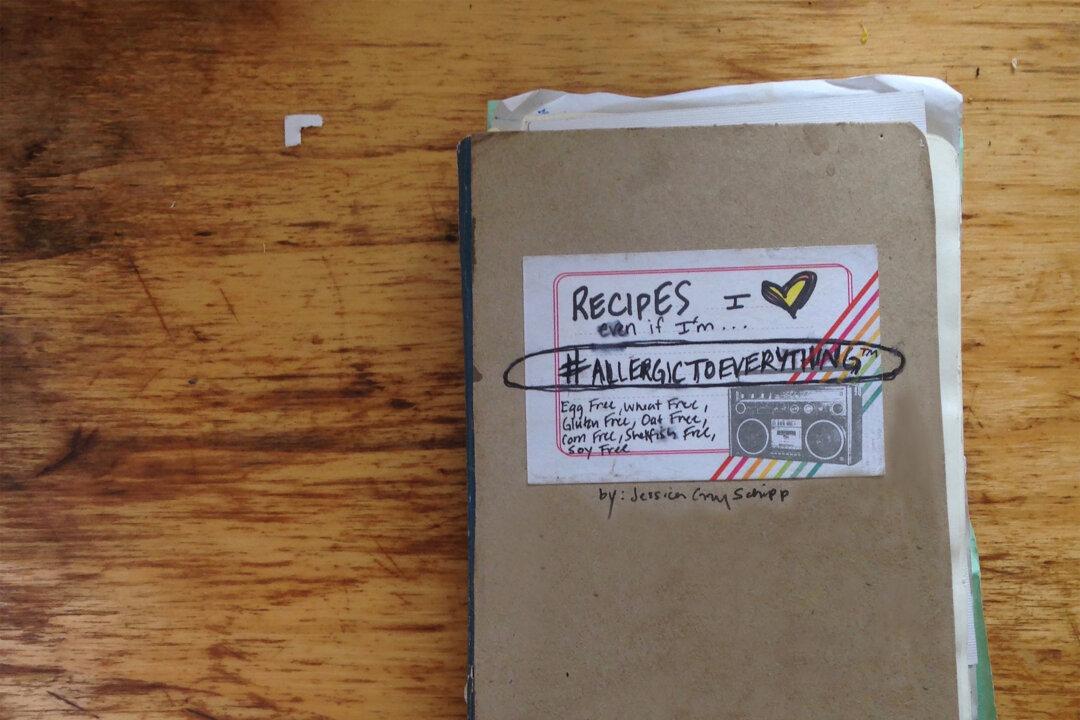 RECIPES I
even if I'm...
#ALLERGICTOEVERYTHING™
Egg Free, Wheat Free,
Gluten Free, Oat Free,
Corn Free, Shellfish Free,
Soy Free
by: Jessica Schipp